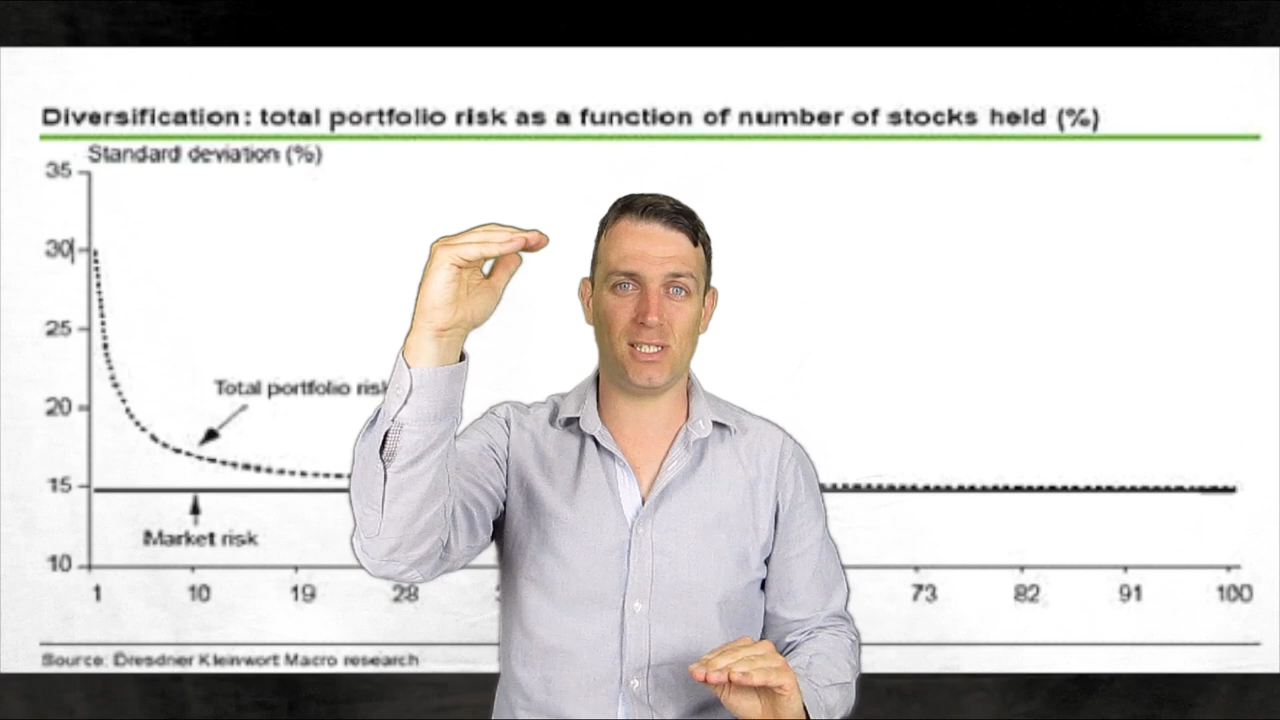 Diversification: total portfolio risk as a function of number of stocks held (%)
Standard deviation (%)
35
30
25
20
15
10
Total portfolio risk
Market risk
1 10 19 28 73 82 91 100
Source: Dresdner Kleinwort Macro research